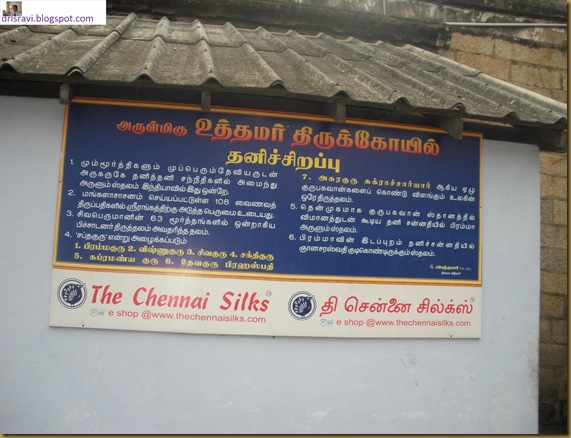 drisravi.blogspot.com
அருள்மிகு உத்தமர் திருக்கோயில்
தனிச்சிறப்பு
1. மும்மூர்த்திகளும் முப்பெரும்தேவியருடன்
அருகருகே தனித்தனி சந்நிதிகளில் அமைந்து
அருளும்ஸ்தலம் இந்தியாவில் இது ஒன்றே.
2. மங்களாசாசனம் செய்யப்பட்டுள்ள 108 வைணவத்
திருப்பதிகளில் ஸ்ரீரங்கத்திற்கு அடுத்த பெருமை உடையது.
3. சிவபெருமானின் 63 மூர்த்தங்களில் ஒன்றாகிய
பிச்சாடனார் திருத்தலம் அவதரித்த தலம்.
4. 'சப்தகுரு' என்று அழைக்கப்படும்
1. பிரம்மகுரு 2. விஷ்ணுகுரு 3. சிவகுரு 4. சக்திகுரு
5. சுப்ரமண்ய குரு 6. தேவகுரு பிரஹஸ்பதி
7. அசுரகுரு சுக்ராச்சார்யார் ஆகிய ஏழு
குருபகவான்களைக் கொண்டு விளங்கும் உலகின்
ஒரே திருத்தலம்.
5. தென்முகமாக குருபகவான் ஸ்தானத்தில்
விமானத்துடன் கூடிய தனி சன்னதியில் பிரம்மா
அருளும் ஸ்தலம்.
6. பிரம்மாவின் இடப்புறம் தனிச்சன்னதியில்
ஞானசரஸ்வதி குடிகொண்டிருக்கும்ஸ்தலம்.
The Chennai Silks
e shop @www.thechennaisilks.com
தி சென்னை சில்க்ஸ்
e shop @www.thechennaisilks.com